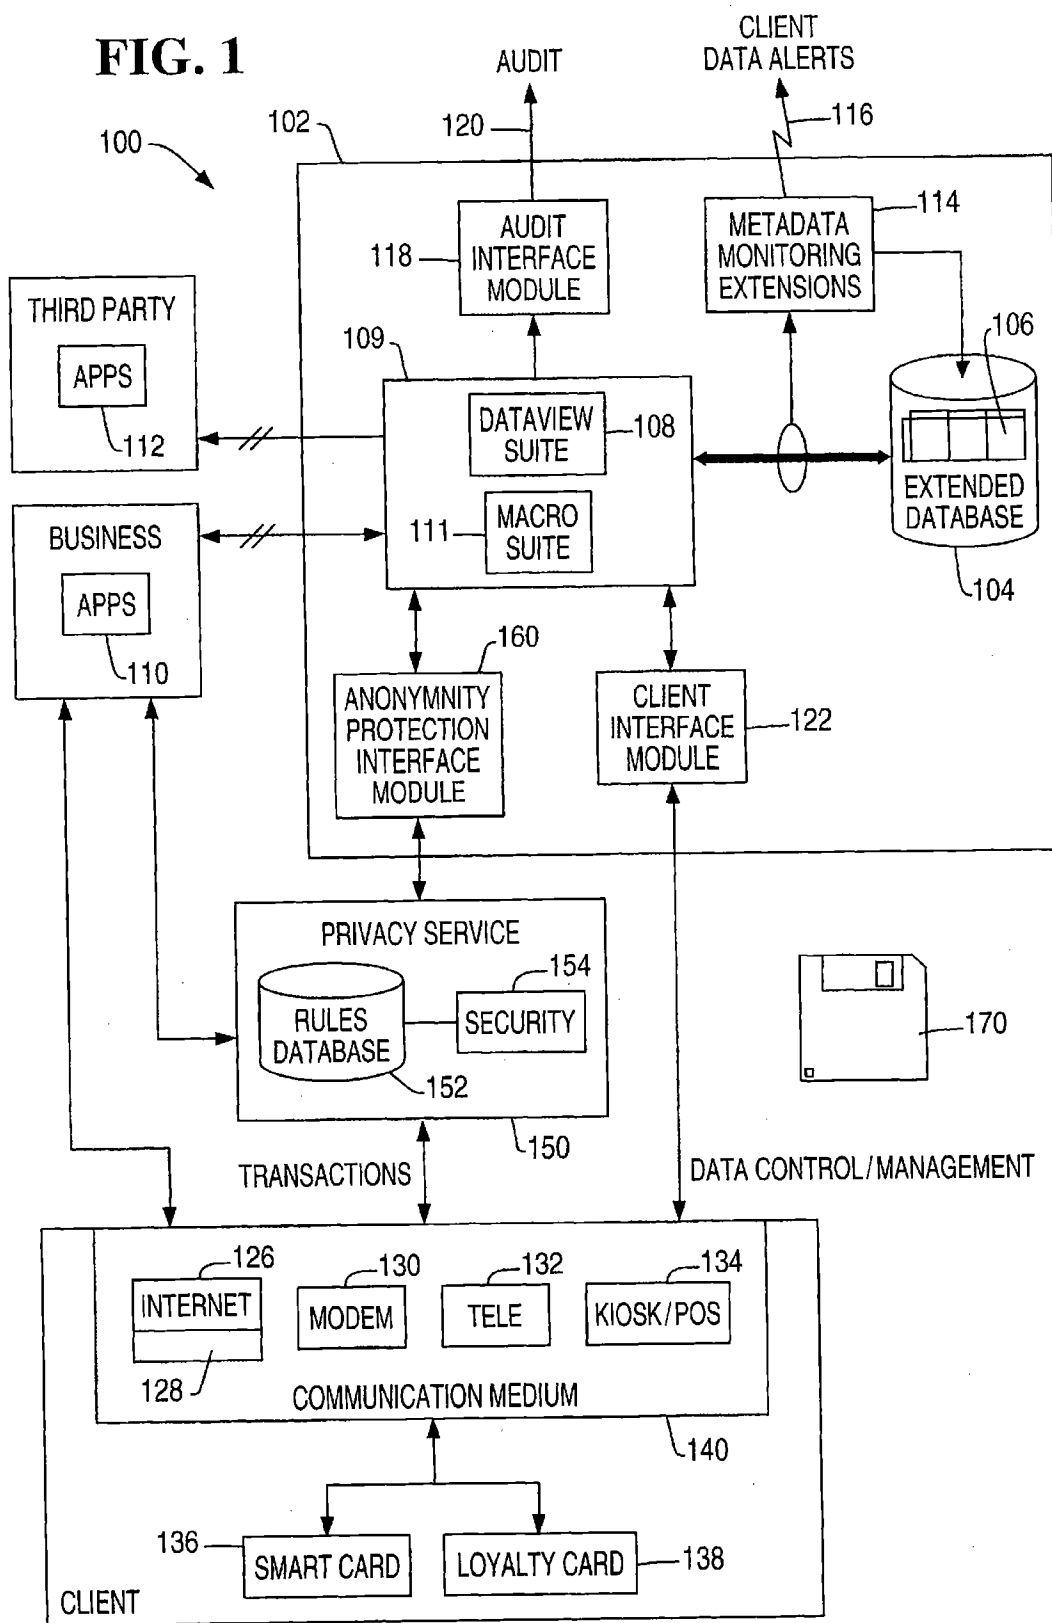 FIG. 1
AUDIT
CLIENT
DATA ALERTS
100
102
120
116
118
AUDIT
INTERFACE
MODULE
114
METADATA
MONITORING
EXTENSIONS
THIRD PARTY
APPS
112
109
DATAVIEW
SUITE
108
111
MACRO
SUITE
106
EXTENDED
DATABASE
104
BUSINESS
APPS
110
160
ANONYMNITY
PROTECTION
INTERFACE
MODULE
CLIENT
INTERFACE
MODULE
122
PRIVACY SERVICE
RULES
DATABASE
152
154
SECURITY
150
170
TRANSACTIONS
DATA CONTROL/MANAGEMENT
126
INTERNET
128
130
MODEM
132
TELE
134
KIOSK/POS
COMMUNICATION MEDIUM
140
136
SMART CARD
LOYALTY CARD
138
CLIENT